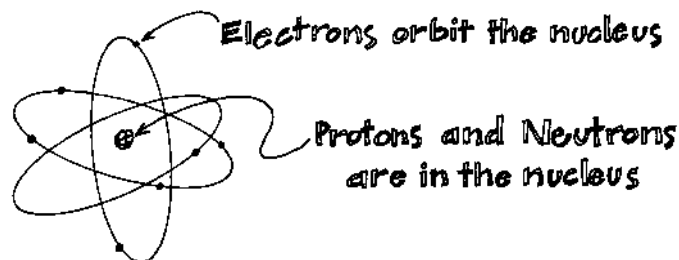 Electrons orbit the nucleus
Protons and Neutrons
are in the nucleus